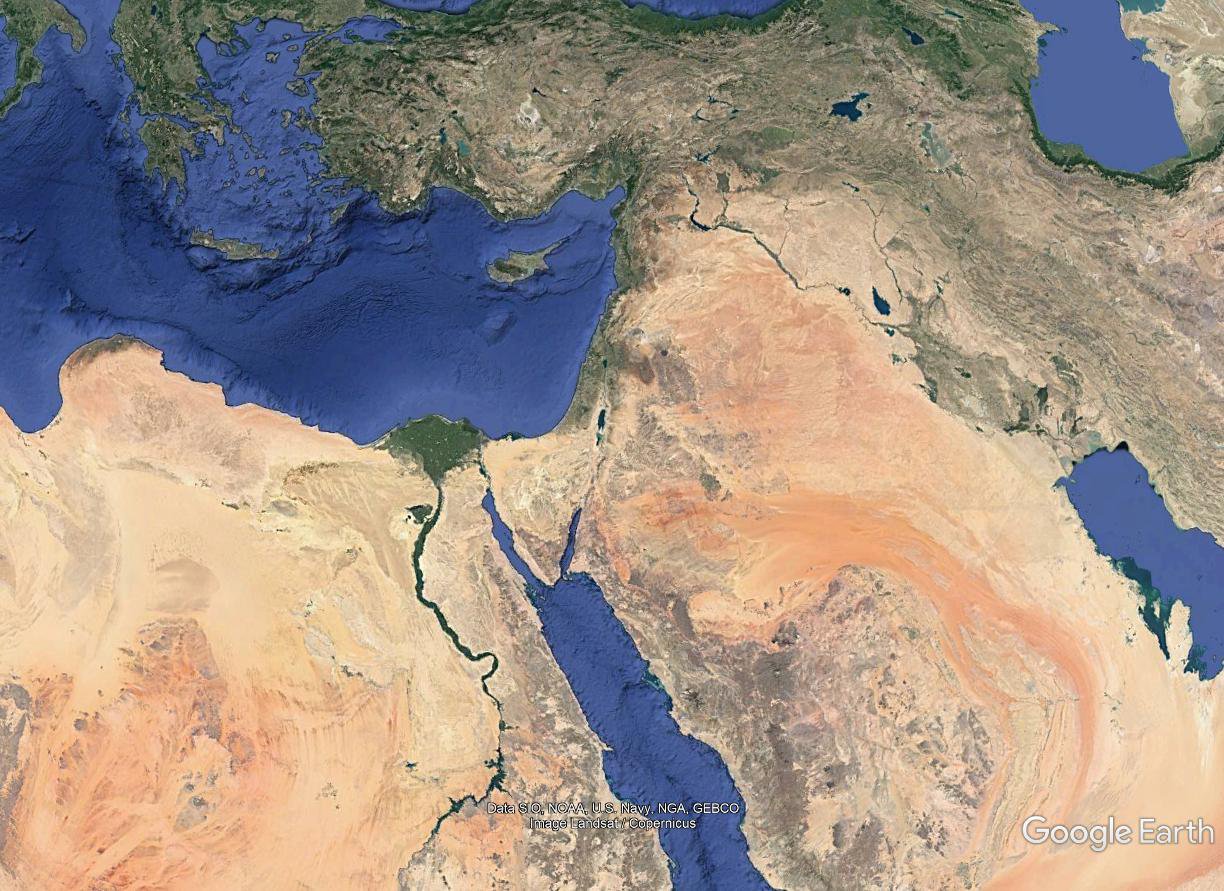 Data SIO, NOAA, U.S. Navy, NGA, GEBCO
Image Landsat / Copernicus
Google Earth